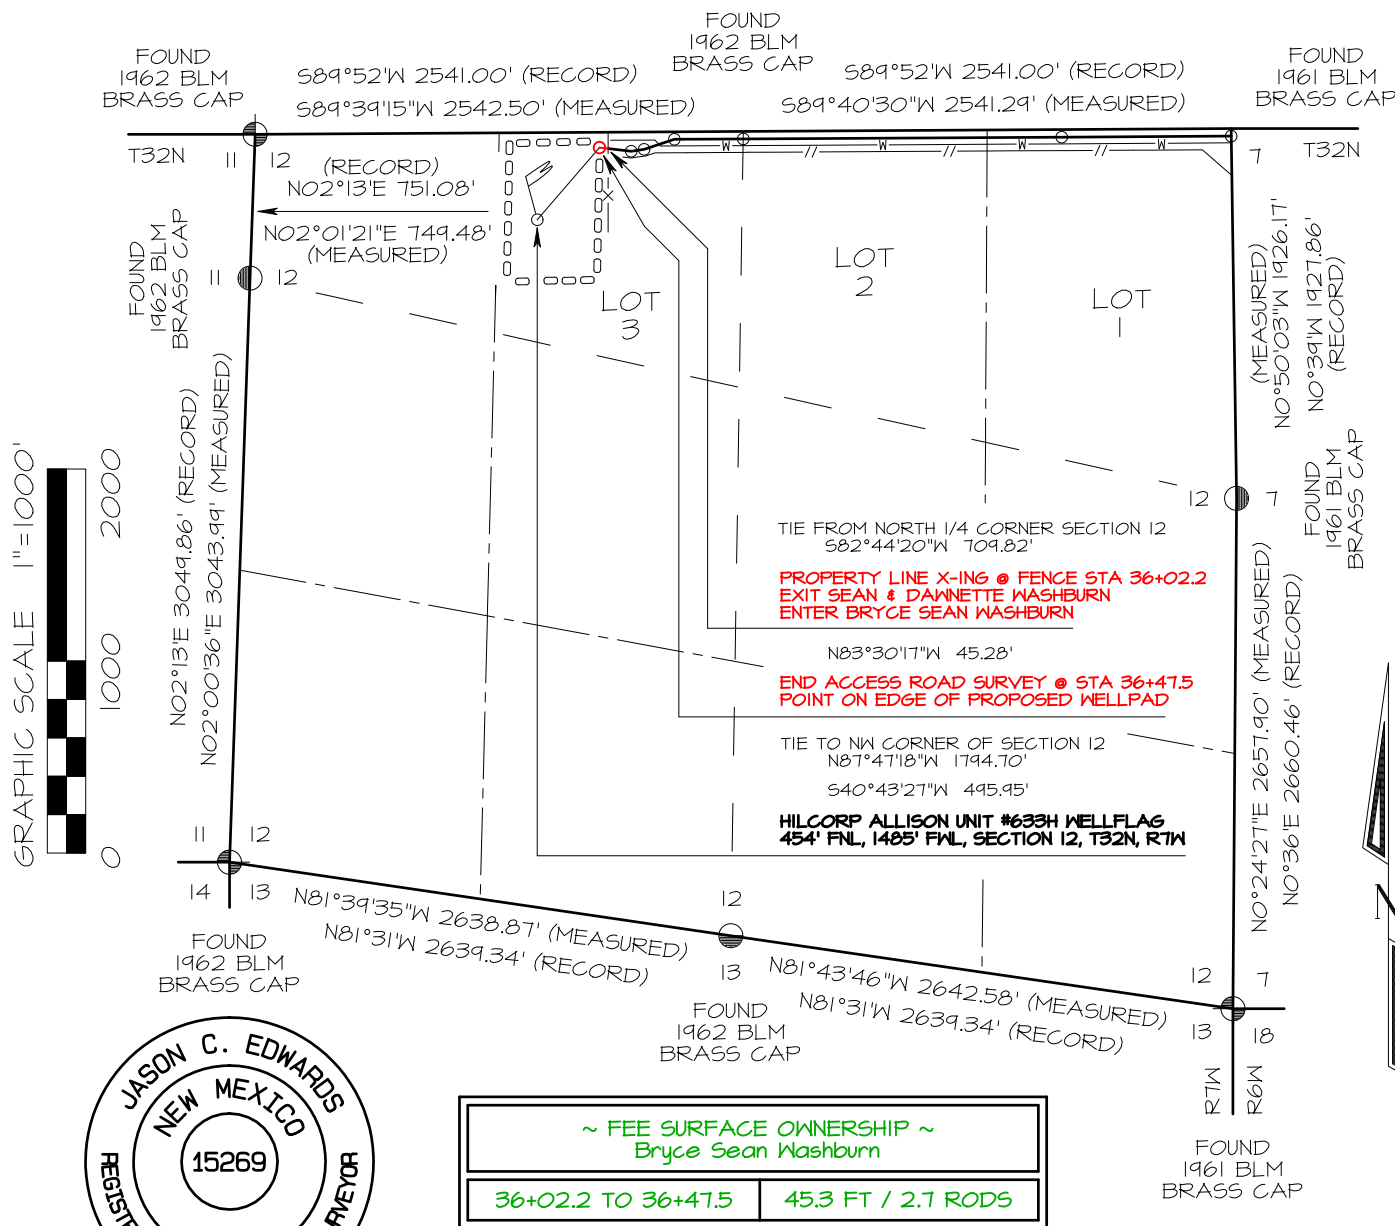 FOUND
1962 BLM
BRASS CAP
FOUND
1962 BLM
BRASS CAP
FOUND
1961 BLM
BRASS CAP
S89°52'W 2541.00' (RECORD)
S89°39'15"W 2542.50' (MEASURED)
S89°52'W 2541.00' (RECORD)
S89°40'30"W 2541.29' (MEASURED)
T32N
11 12
7
T32N
(RECORD)
N02°13'E 751.08'
N02°01'21"E 749.48'
(MEASURED)
W
W
W
W
X
FOUND
1962 BLM
BRASS CAP
11 12
LOT
3
LOT
2
LOT
1
(MEASURED)
N0°50'03"W 1926.17'
N0°39'W 1927.86'
(RECORD)
12 7
FOUND
1961 BLM
BRASS CAP
GRAPHIC SCALE 1"=1000'
2000
1000
0
N02°13'E 3049.86' (RECORD)
N02°00'36"E 3043.99' (MEASURED)
TIE FROM NORTH 1/4 CORNER SECTION 12
S82°44'20"W 709.82'
PROPERTY LINE X-ING @ FENCE STA 36+02.2
EXIT SEAN & DAWNETTE WASHBURN
ENTER BRYCE SEAN WASHBURN
N83°30'17"W 45.28'
END ACCESS ROAD SURVEY @ STA 36+47.5
POINT ON EDGE OF PROPOSED WELLPAD
TIE TO NW CORNER OF SECTION 12
N87°47'18"W 1794.70'
S40°43'27"W 495.95'
HILCORP ALLISON UNIT #633H WELLFLAG
454' FNL, 1485' FWL, SECTION 12, T32N, R7W
N0°24'27"E 2657.90' (MEASURED)
N0°36'E 2660.46' (RECORD)
11 12
14 13
FOUND
1962 BLM
BRASS CAP
N81°39'35"W 2638.87' (MEASURED)
N81°31'W 2639.34' (RECORD)
12
13
FOUND
1962 BLM
BRASS CAP
N81°43'46"W 2642.58' (MEASURED)
N81°31'W 2639.34' (RECORD)
12 7
13 18
R7W
R6W
FOUND
1961 BLM
BRASS CAP
JASON C. EDWARDS
NEW MEXICO
15269
~ FEE SURFACE OWNERSHIP ~
Bryce Sean Washburn
36+02.2 TO 36+47.5
45.3 FT / 2.7 RODS